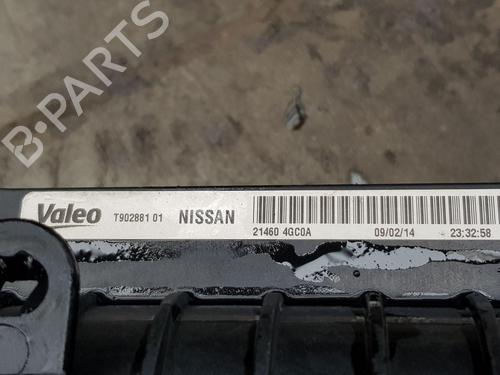 B-PARTS
Valeo T902881 01 NISSAN
21460 4GC0A 09/02/14 23:32:58